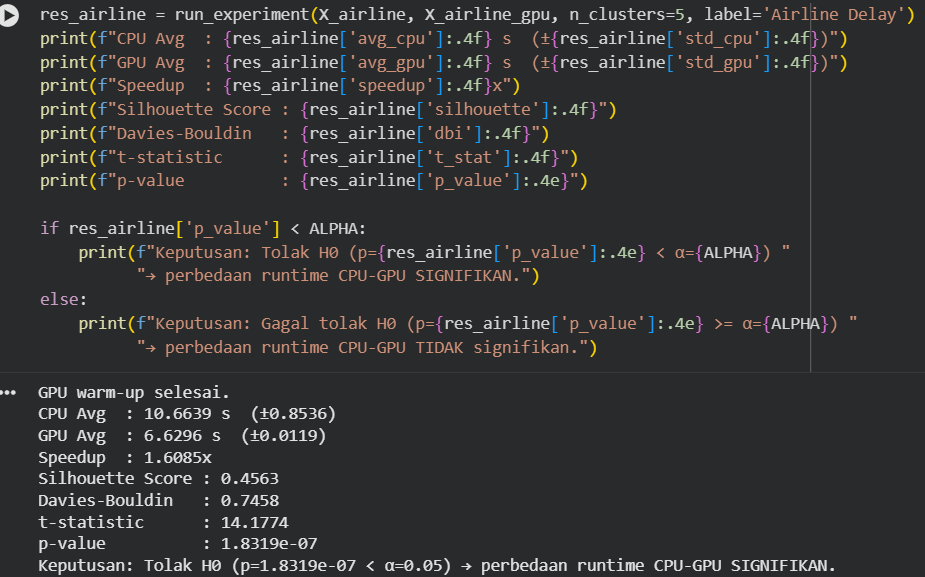 res_airline = run_experiment(X_airline, X_airline_gpu, n_clusters=5, label='Airline Delay')
print(f"CPU Avg  : {res_airline['avg_cpu']:.4f} s  (±{res_airline['std_cpu']:.4f})")
print(f"GPU Avg  : {res_airline['avg_gpu']:.4f} s  (±{res_airline['std_gpu']:.4f})")
print(f"Speedup  : {res_airline['speedup']:.4f}x")
print(f"Silhouette Score : {res_airline['silhouette']:.4f}")
print(f"Davies-Bouldin   : {res_airline['dbi']:.4f}")
print(f"t-statistic      : {res_airline['t_stat']:.4f}")
print(f"p-value          : {res_airline['p_value']:.4e}")

if res_airline['p_value'] < ALPHA:
    print(f"Keputusan: Tolak H0 (p={res_airline['p_value']:.4e} < α={ALPHA}) "
          "→ perbedaan runtime CPU-GPU SIGNIFIKAN.")
else:
    print(f"Keputusan: Gagal tolak H0 (p={res_airline['p_value']:.4e} >= α={ALPHA}) "
          "→ perbedaan runtime CPU-GPU TIDAK signifikan.")

GPU warm-up selesai.
CPU Avg  : 10.6639 s  (±0.8536)
GPU Avg  : 6.6296 s  (±0.0119)
Speedup  : 1.6085x
Silhouette Score : 0.4563
Davies-Bouldin   : 0.7458
t-statistic      : 14.1774
p-value          : 1.8319e-07
Keputusan: Tolak H0 (p=1.8319e-07 < α=0.05) → perbedaan runtime CPU-GPU SIGNIFIKAN.